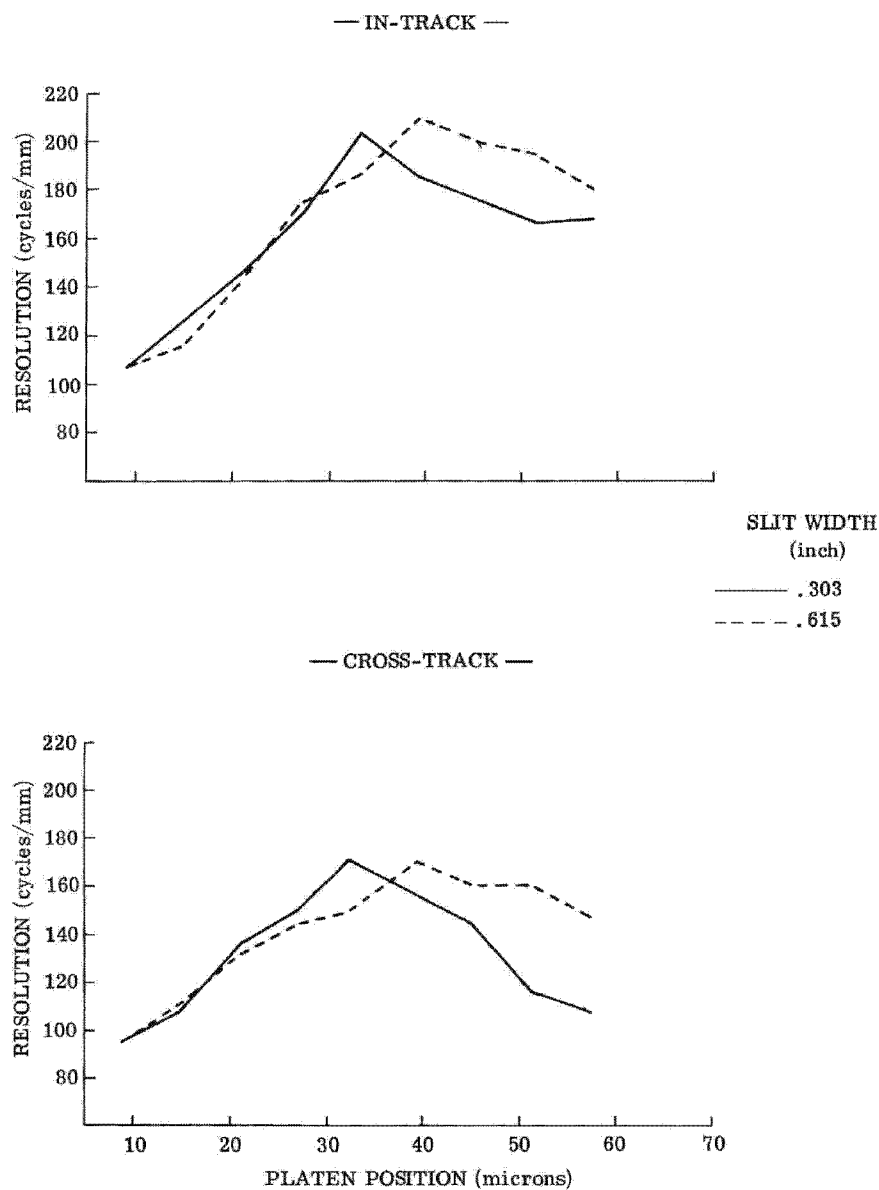 — IN-TRACK —
220
200
180
160
140
120
100
80
RESOLUTION (cycles/mm)
SLIT WIDTH
(inch)
.303
.615
— CROSS-TRACK —
220
200
180
160
140
120
100
80
RESOLUTION (cycles/mm)
10 20 30 40 50 60 70
PLATEN POSITION (microns)